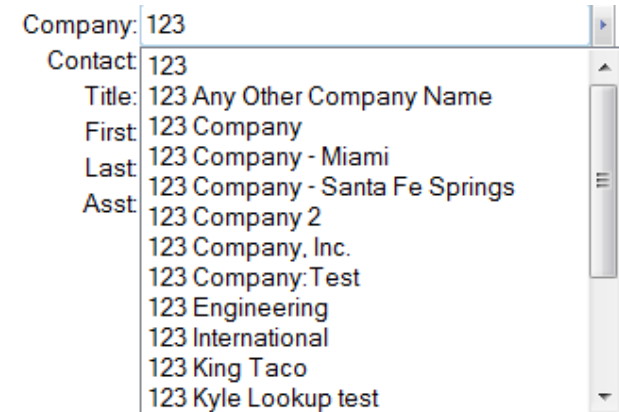 Company: 123
Contact: 123
Title: 123 Any Other Company Name
First: 123 Company
Last: 123 Company - Miami
123 Company - Santa Fe Springs
Asst: 123 Company 2
123 Company, Inc.
123 Company:Test
123 Engineering
123 International
123 King Taco
123 Kyle Lookup test